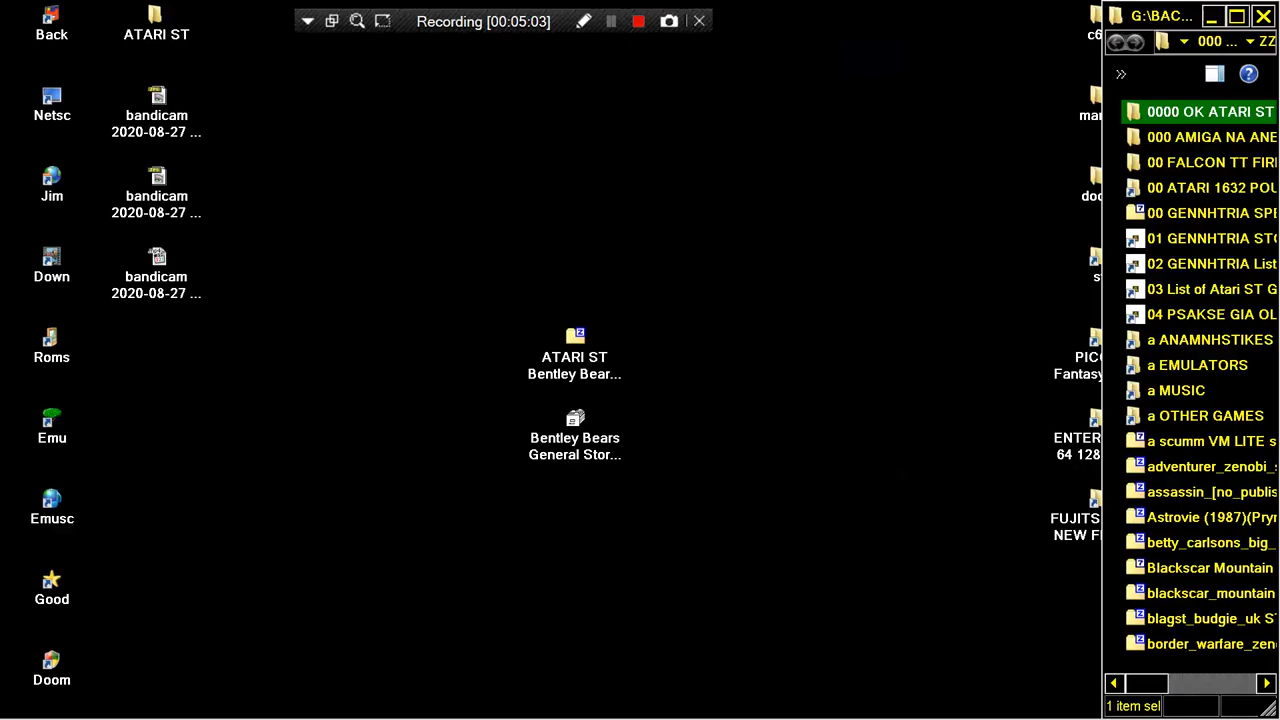 Recording [00:05:03]
Back
ATARI ST
Netsc
bandicam
2020-08-27 ...
Jim
bandicam
2020-08-27 ...
Down
bandicam
2020-08-27 ...
Roms
Emu
Emusc
Good
Doom
ATARI ST
Bentley Bear...
Bentley Bears
General Stor...
c6
mar
doc
s
PIC
Fantasy
ENTER
64 128
FUJITS
NEW F
G:\BAC...
000 ...
ZZ
»
0000 OK ATARI ST
000 AMIGA NA ANE
00 FALCON TT FIR
00 ATARI 1632 POU
00 GENNHTRIA SPE
01 GENNHTRIA STO
02 GENNHTRIA List
03 List of Atari ST G
04 PSAKSE GIA OL
a ANAMNHSTIKES
a EMULATORS
a MUSIC
a OTHER GAMES
a scumm VM LITE s
adventurer_zenobi_s
assassin_[no_publis
Astrovie (1987)(Pryr
betty_carlsons_big_
Blackscar Mountain
blackscar_mountain
blagst_budgie_uk S
border_warfare_zen
1 item sel